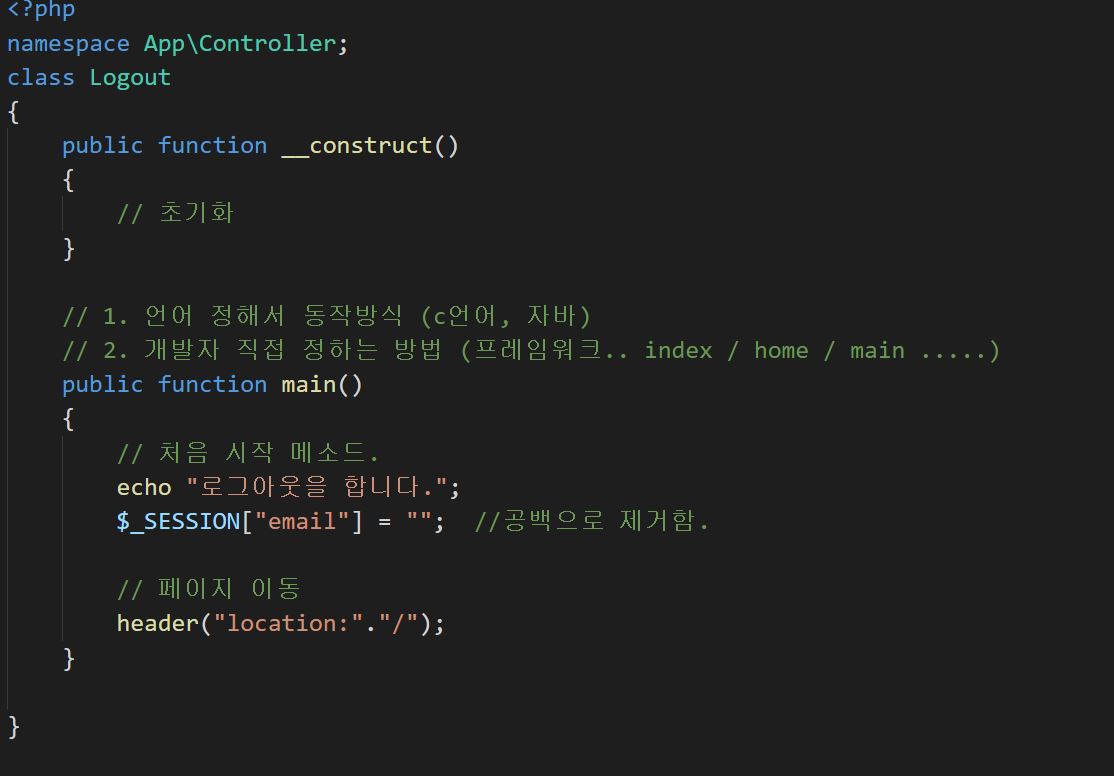 <?php
namespace App\Controller;
class Logout
{
    public function __construct()
    {
        // 초기화
    }
    // 1. 언어 정해서 동작방식 (c언어, 자바)
    // 2. 개발자 직접 정하는 방법 (프레임워크.. index / home / main .....)
    public function main()
    {
        // 처음 시작 메소드.
        echo "로그아웃을 합니다.";
        $_SESSION["email"] = "";  //공백으로 제거함.
        // 페이지 이동
        header("location:"."/");
    }
}